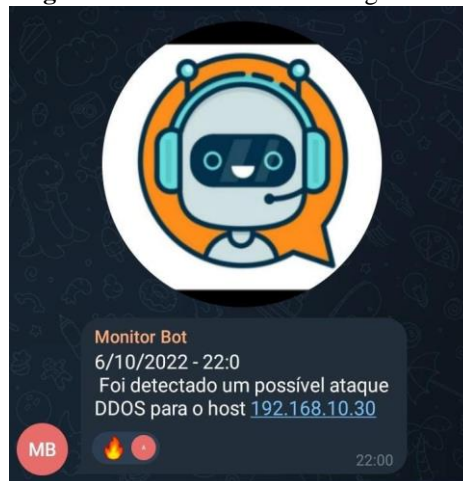 Monitor Bot
6/10/2022 - 22:0
Foi detectado um possível ataque
DDOS para o host 192.168.10.30
MB
22:00